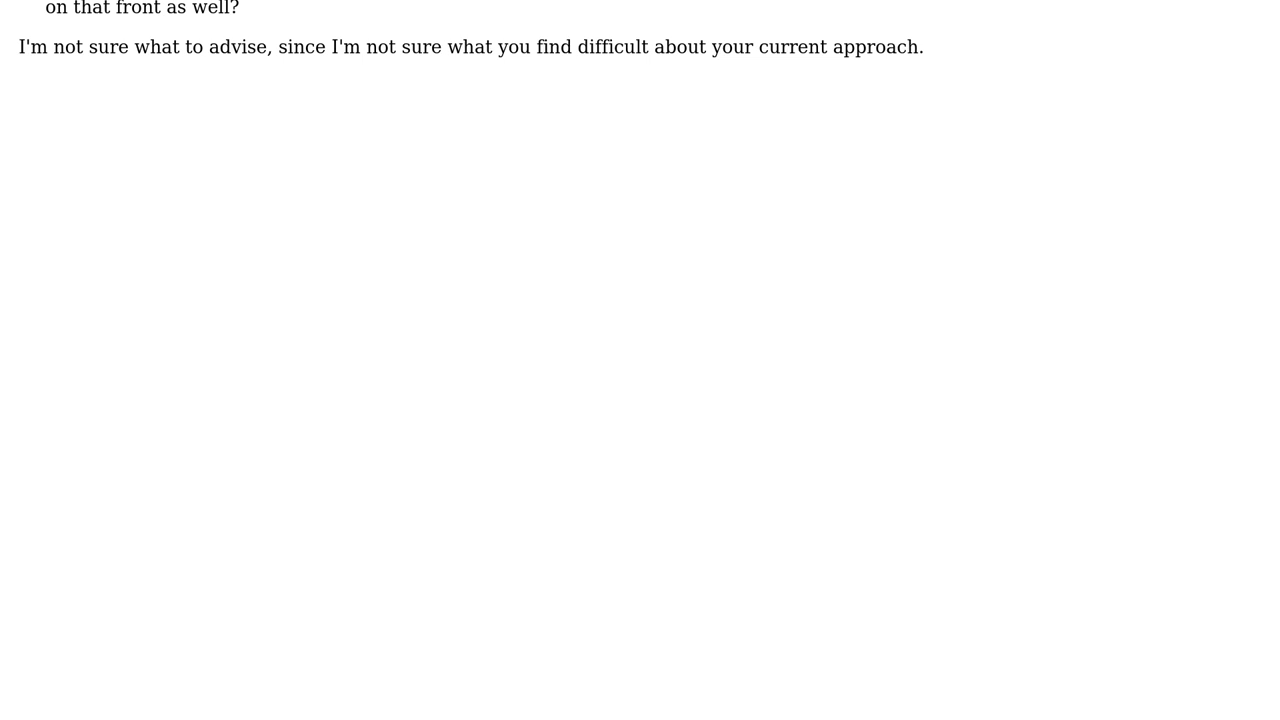 on that front as well?
I'm not sure what to advise, since I'm not sure what you find difficult about your current approach.